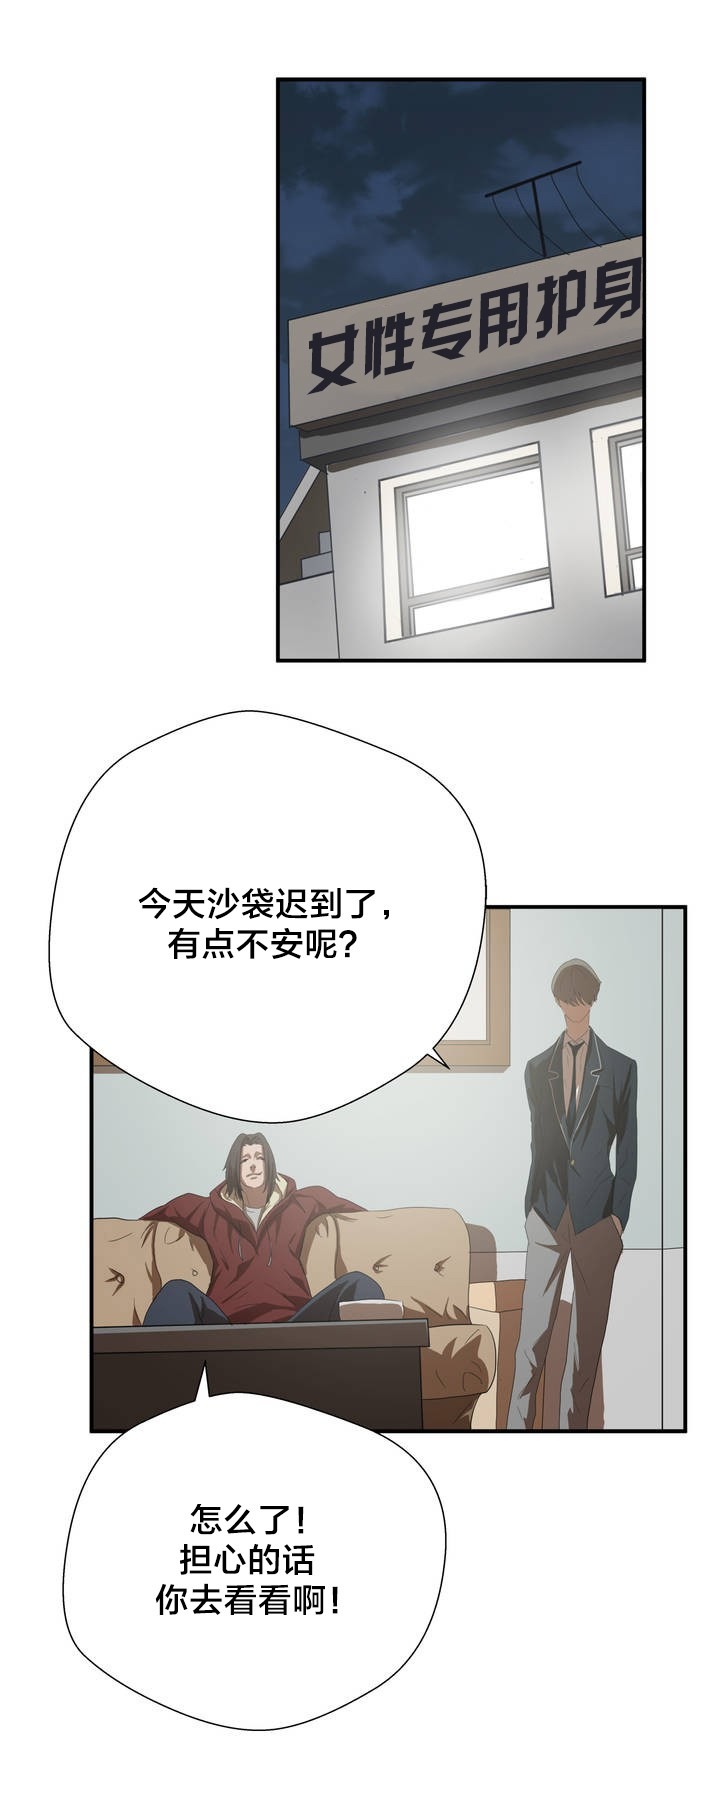 女性专用护身
今天沙袋迟到了，
有点不安呢？
怎么了！
担心的话
你去看看啊！